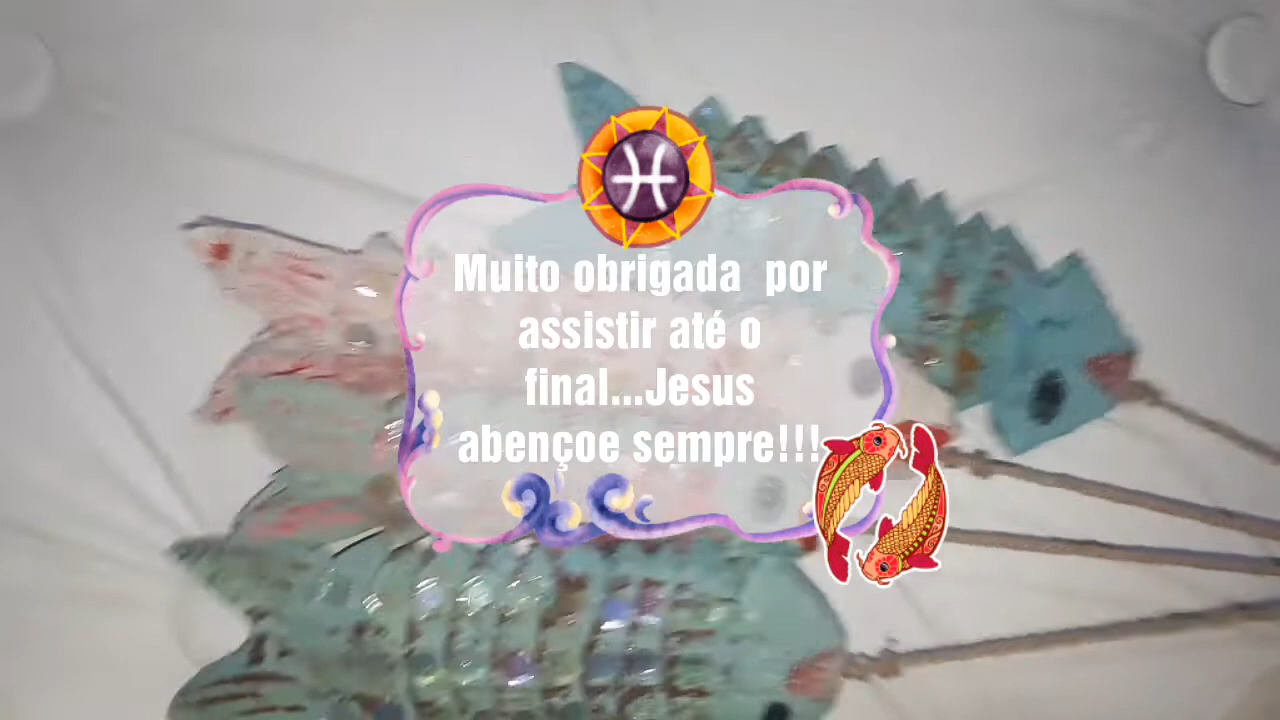 Muito obrigada por
assistir até o
final...Jesus
abençoe sempre!!!